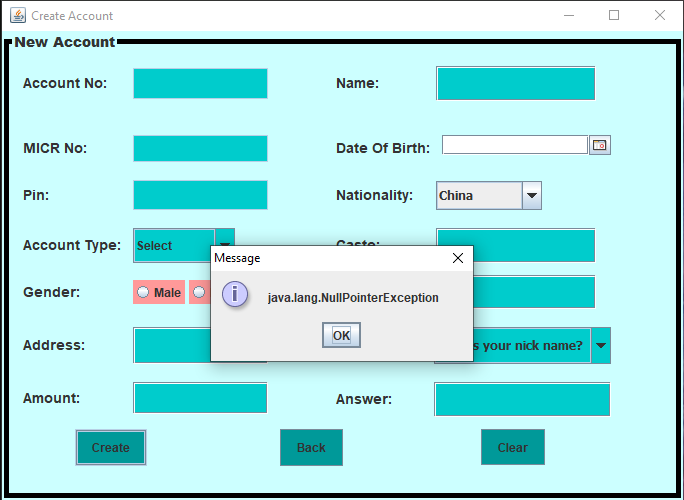 Create Account
New Account
Account No:
Name:
MICR No:
Date Of Birth:
Pin:
Nationality:
China
Account Type:
Select
Message
java.lang.NullPointerException
OK
Gender:
Male
Address:
your nick name?
Amount:
Answer:
Create
Back
Clear